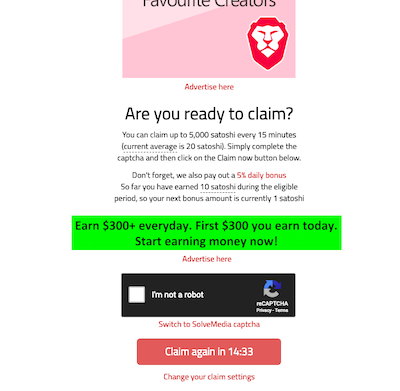 Favourite Creators
Advertise here
Are you ready to claim?
You can claim up to 5,000 satoshi every 15 minutes
(current average is 20 satoshi). Simply complete the
captcha and then click on the Claim now button below.
Don't forget, we also pay out a 5% daily bonus
So far you have earned 10 satoshi during the eligible
period, so your next bonus amount is currently 1 satoshi
Earn $300+ everyday. First $300 you earn today.
Start earning money now!
Advertise here
I'm not a robot
reCAPTCHA
Privacy - Terms
Switch to SolveMedia captcha
Claim again in 14:33
Change your claim settings